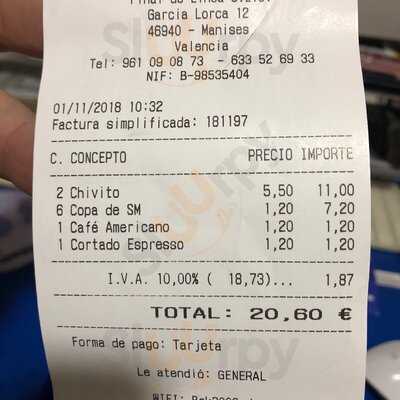 Garcia Lorca 12
46940 - Manises
Valencia
Tel: 961 09 08 73 - 633 52 69 33
NIF: B-98535404
01/11/2018 10:32
Factura simplificada: 181197
C. CONCEPTO PRECIO IMPORTE
2 Chivito 5,50 11,00
6 Copa de SM 1,20 7,20
1 Café Americano 1,20 1,20
1 Cortado Espresso 1,20 1,20
I.V.A. 10,00% ( 18,73)... 1,87
TOTAL: 20,60 €
Forma de pago: Tarjeta
Le atendió: GENERAL
WIFI: